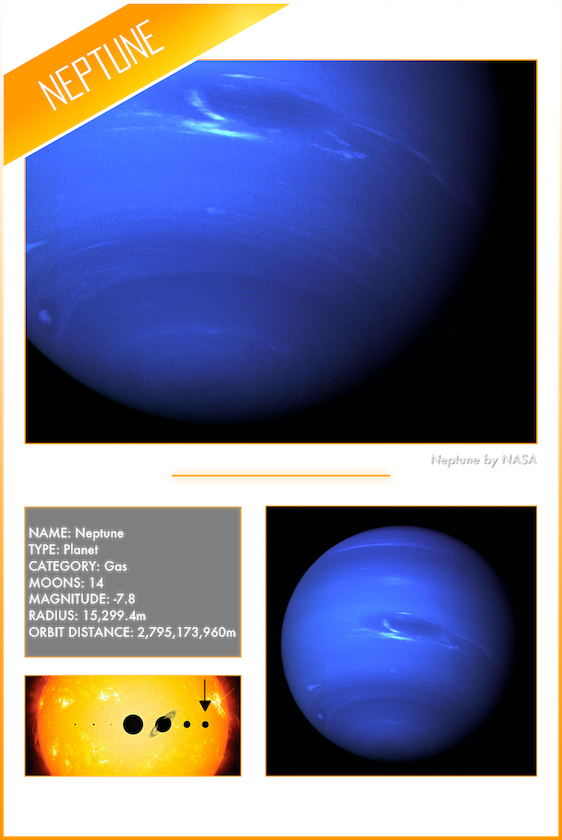 NEPTUNE
Neptune by NASA
NAME: Neptune
TYPE: Planet
CATEGORY: Gas
MOONS: 14
MAGNITUDE: -7.8
RADIUS: 15,299.4m
ORBIT DISTANCE: 2,795,173,960m